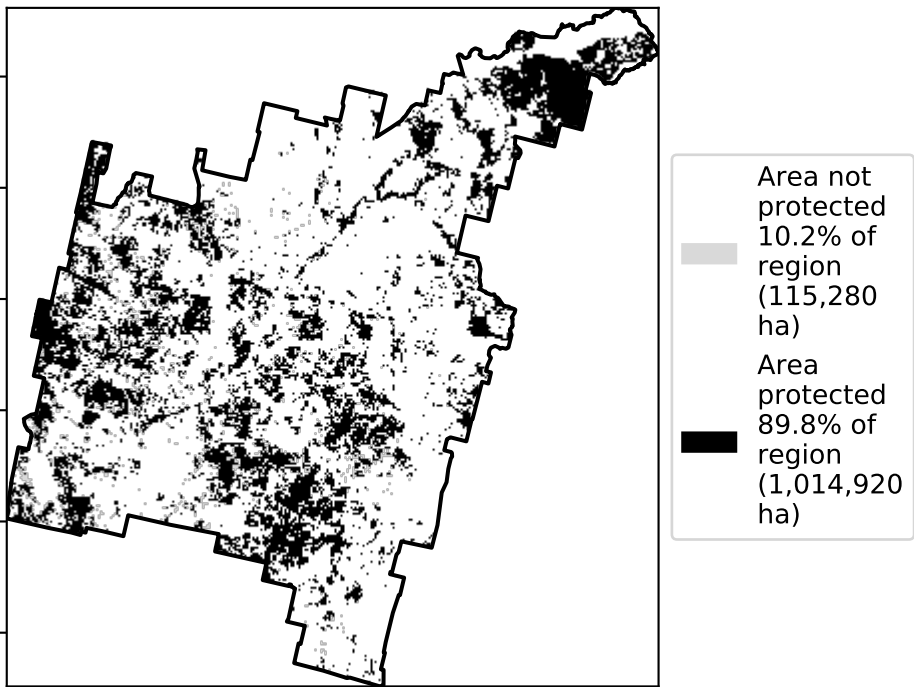 Area not
protected
10.2% of
region
(115,280
ha)
Area
protected
89.8% of
region
(1,014,920
ha)